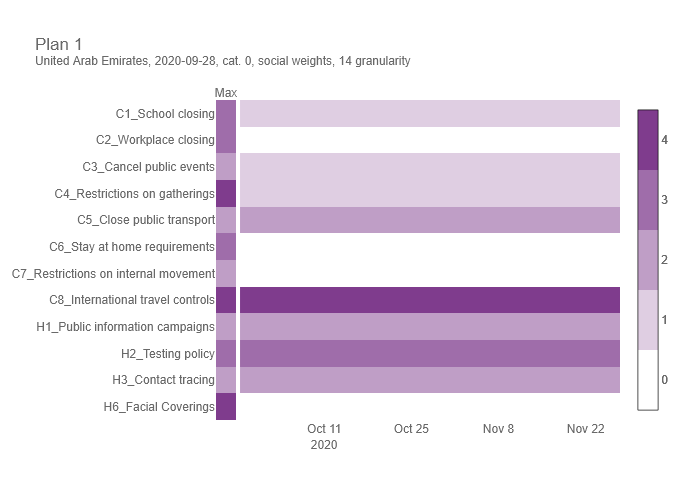 Plan 1
United Arab Emirates, 2020-09-28, cat. 0, social weights, 14 granularity
Max
C1_School closing
C2_Workplace closing
C3_Cancel public events
C4_Restrictions on gatherings
C5_Close public transport
C6_Stay at home requirements
C7_Restrictions on internal movement
C8_International travel controls
H1_Public information campaigns
H2_Testing policy
H3_Contact tracing
H6_Facial Coverings
Oct 11 Oct 25 Nov 8 Nov 22
2020
4
3
2
1
0